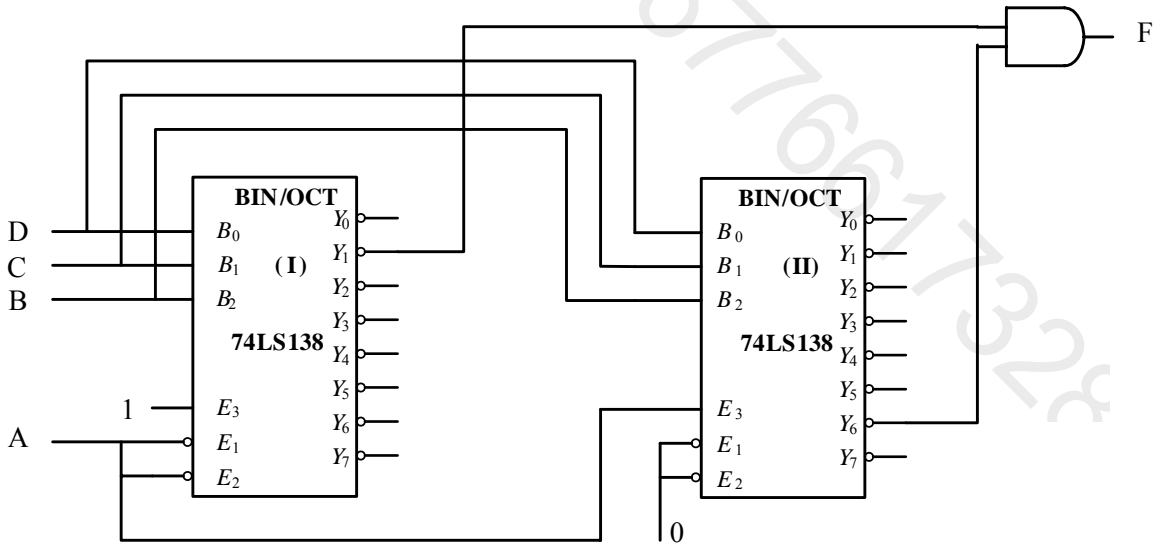 F
BIN/OCT
BIN/OCT
D
C
B
A
B0
B1
B2
(I)
74LS138
1
E3
E1
E2
Y0
Y1
Y2
Y3
Y4
Y5
Y6
Y7
B0
B1
B2
(II)
74LS138
E3
E1
E2
0
Y0
Y1
Y2
Y3
Y4
Y5
Y6
Y7